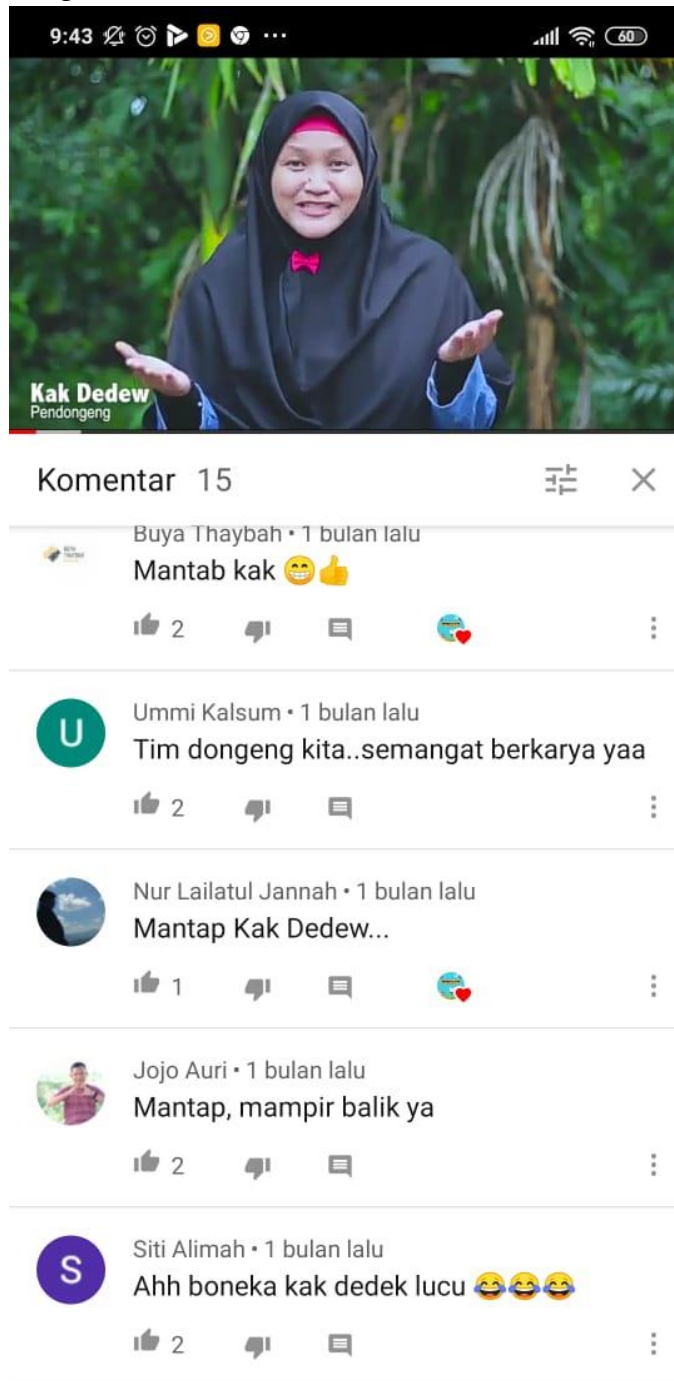 9:43
60
Kak Dedew
Pendongeng
Komentar 15
Buya Thaybah • 1 bulan lalu
Mantab kak 😁👍
2
Ummi Kalsum • 1 bulan lalu
Tim dongeng kita..semangat berkarya yaa
2
Nur Lailatul Jannah • 1 bulan lalu
Mantap Kak Dedew...
1
Jojo Auri • 1 bulan lalu
Mantap, mampir balik ya
2
Siti Alimah • 1 bulan lalu
Ahh boneka kak dedek lucu 😂😂😂
2
U
S